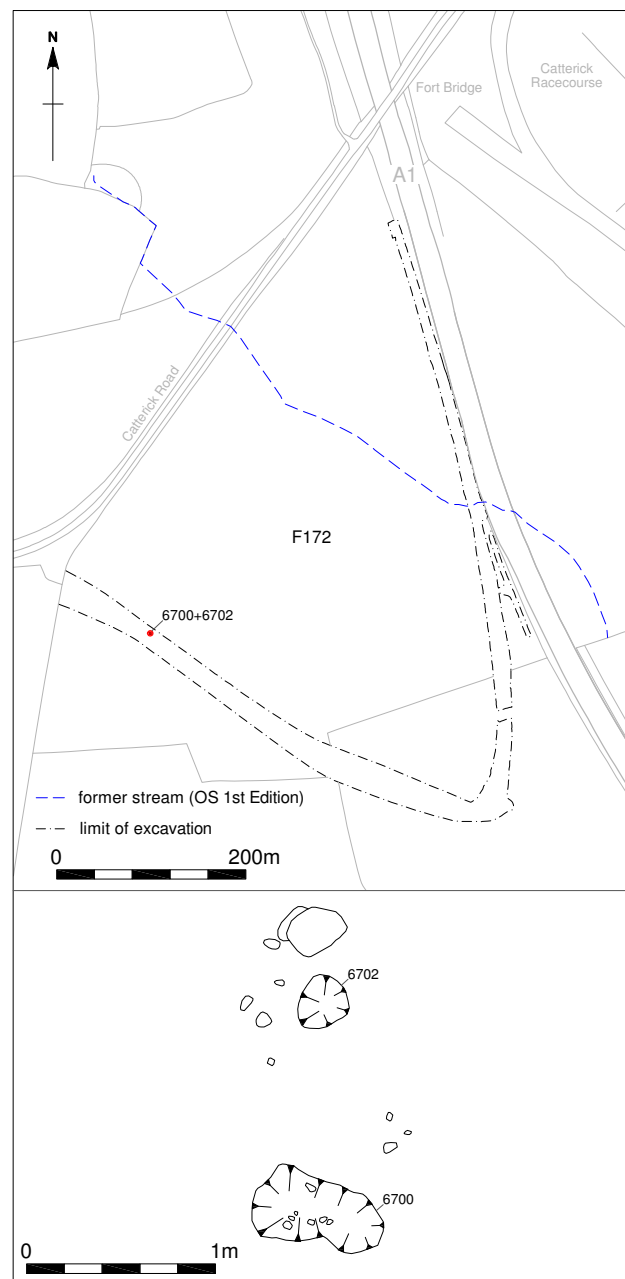 N
Catterick
Racecourse
Fort Bridge
A1
Catterick Road
F172
6700+6702
former stream (OS 1st Edition)
limit of excavation
0 200m
6702
6700
0 1m